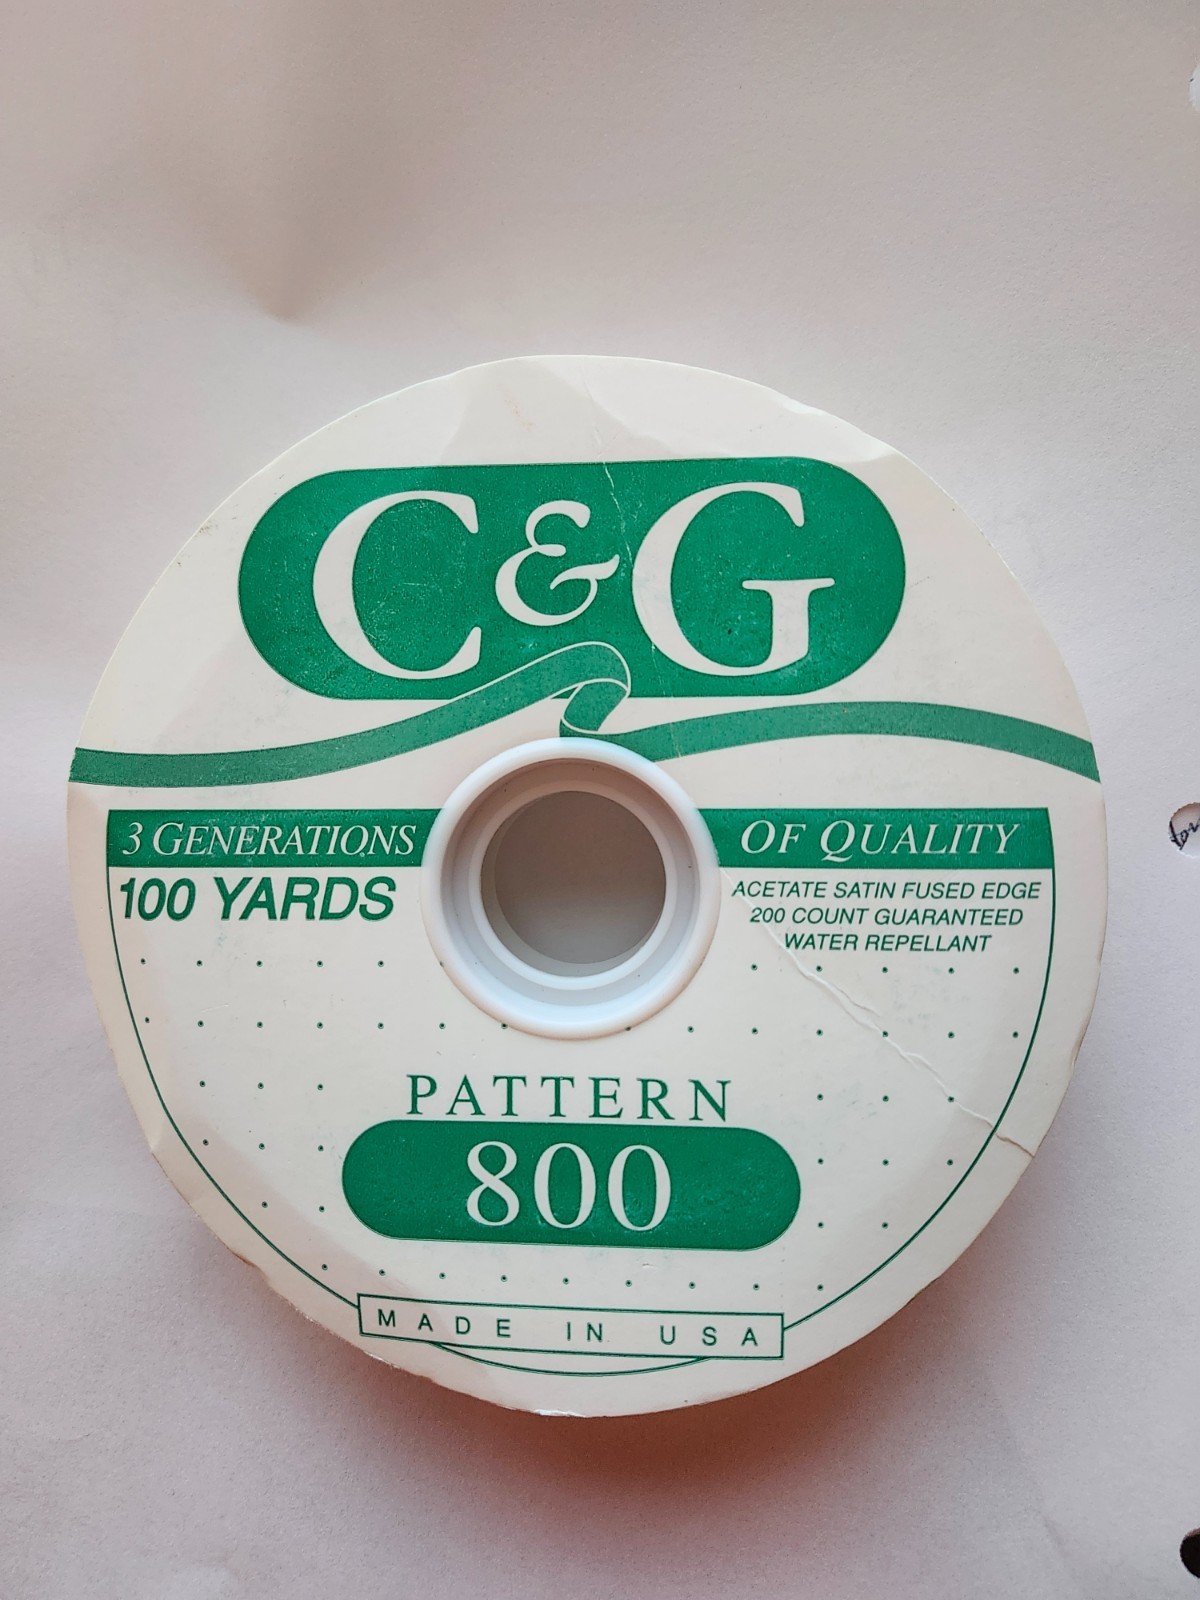 C&G
3 GENERATIONS OF QUALITY
100 YARDS
ACETATE SATIN FUSED EDGE
200 COUNT GUARANTEED
WATER REPELLANT
PATTERN
800
MADE IN USA